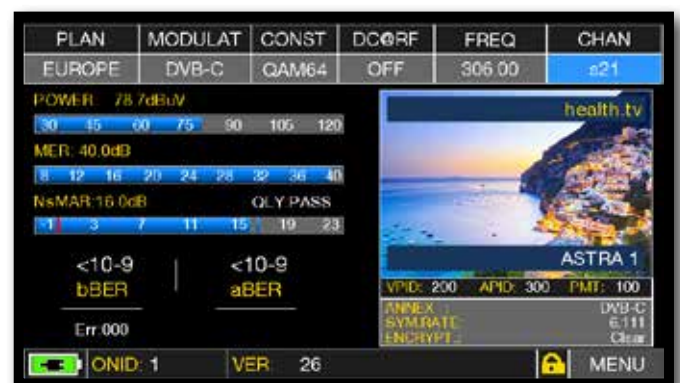 PLAN MODULAT CONST DC@RF FREQ CHAN
EUROPE DVB-C QAM64 OFF 306.00 s21
POWER: 78.7dBuV
30 45 60 75 90 105 120
MER: 40.0dB
8 12 16 20 24 28 32 36 40
NsMAR:16.0dB QLY:PASS
-1 3 7 11 15 19 23
<10-9 <10-9
bBER aBER
Err 000
health.tv
ASTRA 1
VPID: 200 APID: 300 PMT: 100
ANNEX : DVB-C
SYM.RATE: 6.111
ENCRYPT.: Clear
ONID: 1 VER 26 MENU